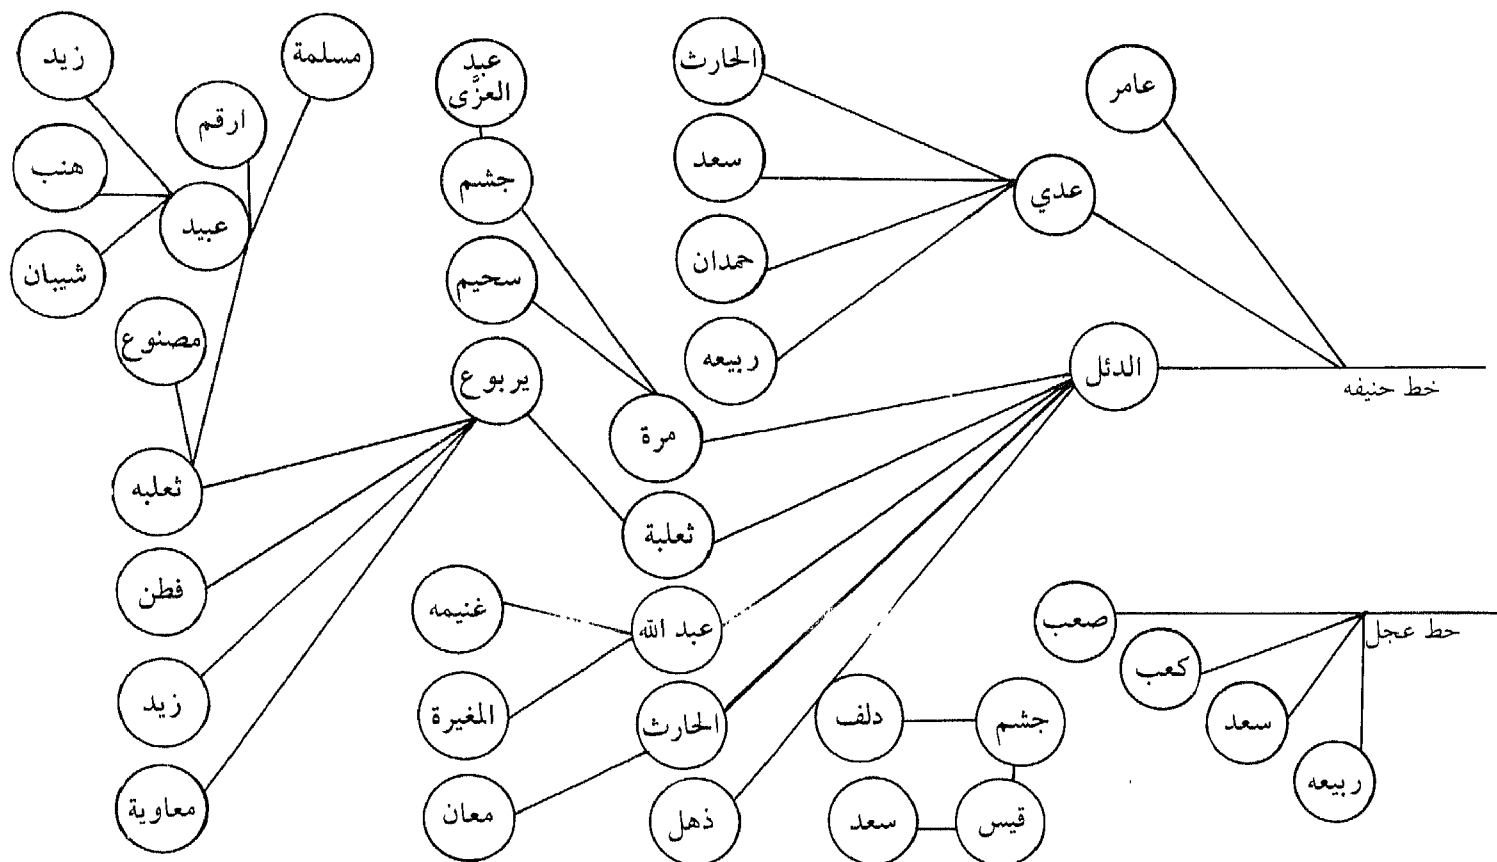 عامر
عدي
الحارث
سعد
حمدان
ربيعه
خط حنيفه
الدئل
مرة
جشم
عبد
العزَّى
سحيم
ثعلبة
يربوع
ثعلبه
مسلمة
ارقم
عبيد
زيد
هنب
شيبان
مصنوع
فطن
زيد
معاوية
عبد الله
غنيمه
المغيرة
الحارث
معان
ذهل
حط عجل
صعب
كعب
سعد
ربيعه
جشم
دلف
قيس
سعد